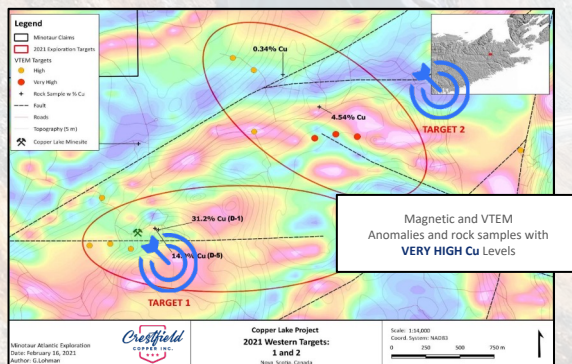 Legend
Minotaur Claims
2021 Exploration Targets
VTEM Targets
High
Very High
Rock Sample w % Cu
Fault
Roads
Topography (5 m)
Copper Lake Minesite
0.34% Cu
4.54% Cu
TARGET 2
31.2% Cu (D-1)
(D-5)
TARGET 1
Magnetic and VTEM
Anomalies and rock samples with
VERY HIGH Cu Levels
Minotaur Atlantic Exploration
Date: February 16, 2021
Author: G.Lohman
Crestfield
COPPER INC.
Copper Lake Project
2021 Western Targets:
1 and 2
Nova Scotia, Canada
Scale: 1:14,000
Coord. System: NAD83
0 250 500 750 m